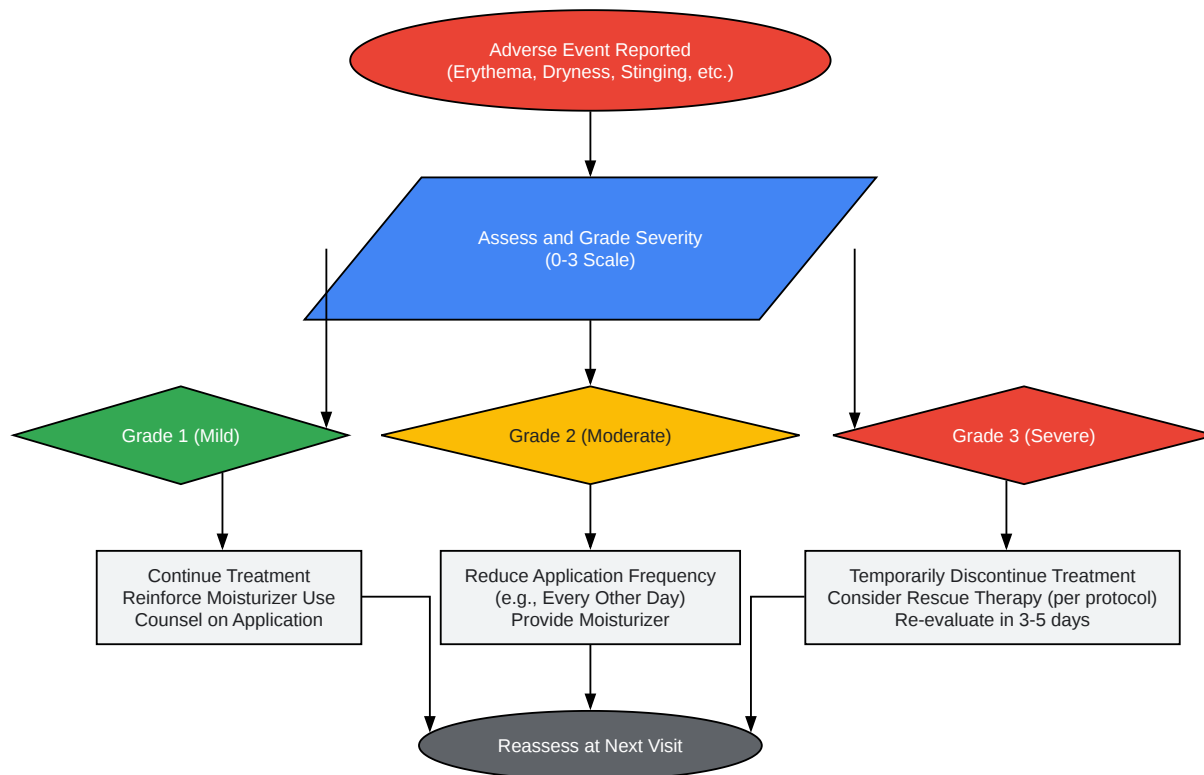 Adverse Event Reported
(Erythema, Dryness, Stinging, etc.)
Assess and Grade Severity
(0-3 Scale)
Grade 1 (Mild)
Grade 2 (Moderate)
Grade 3 (Severe)
Continue Treatment
Reinforce Moisturizer Use
Counsel on Application
Reduce Application Frequency
(e.g., Every Other Day)
Provide Moisturizer
Temporarily Discontinue Treatment
Consider Rescue Therapy (per protocol)
Re-evaluate in 3-5 days
Reassess at Next Visit